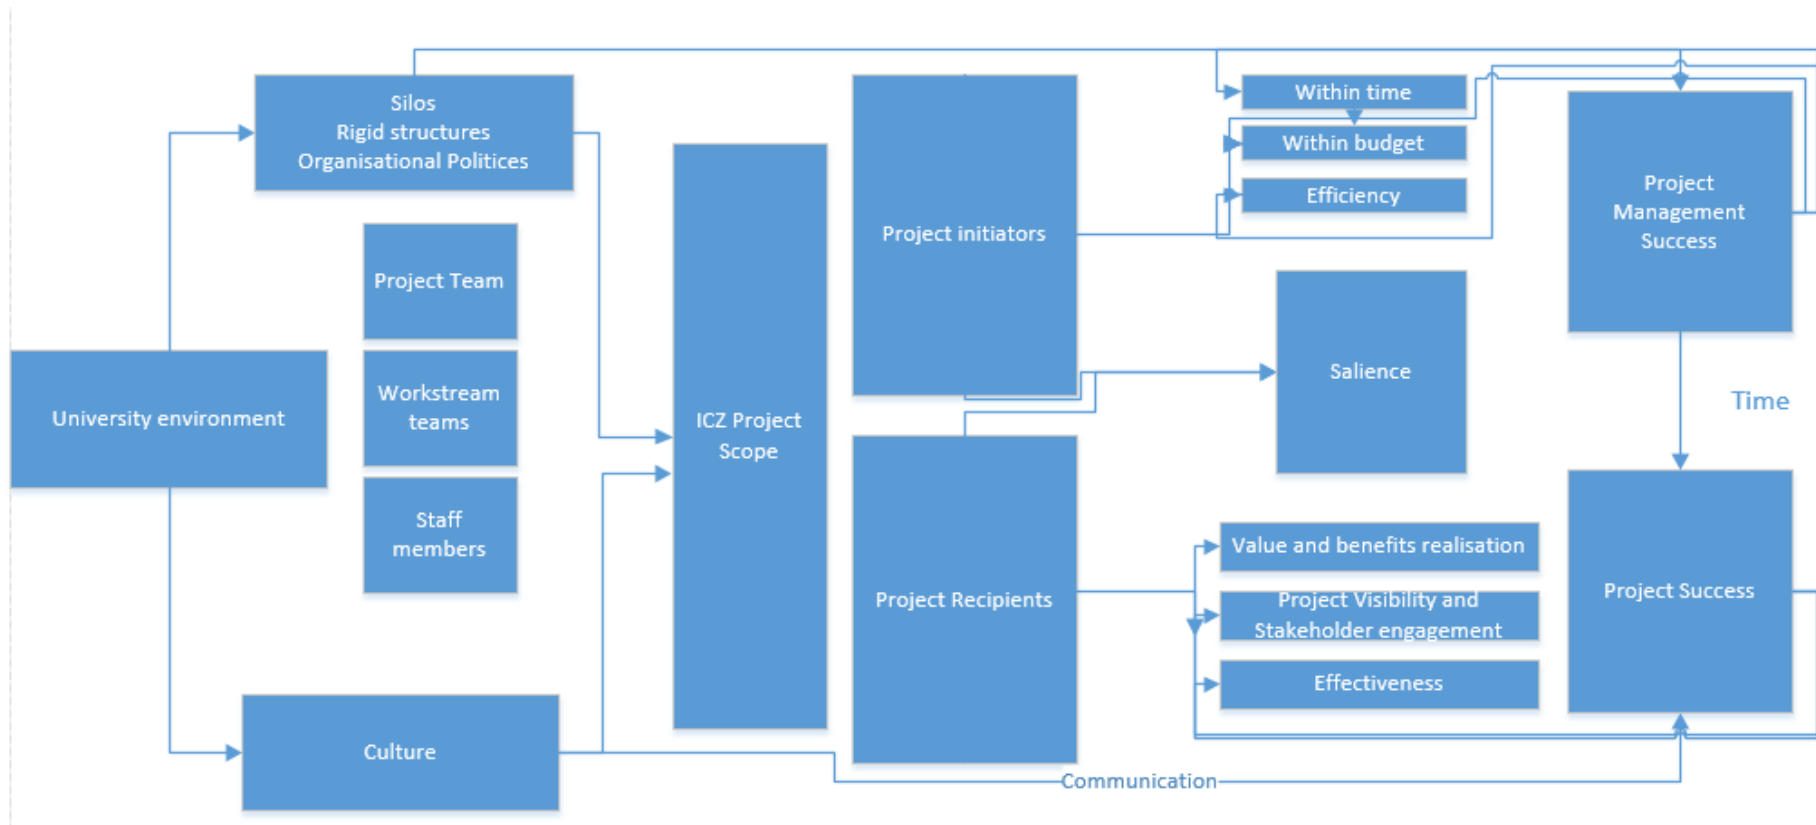 Silos
Rigid structures
Organisational Politices
Project Team
Workstream
teams
Staff
members
University environment
Culture
ICZ Project
Scope
Project initiators
Project Recipients
Within time
Within budget
Efficiency
Salience
Value and benefits realisation
Project Visibility and
Stakeholder engagement
Effectiveness
Communication
Project
Management
Success
Time
Project Success